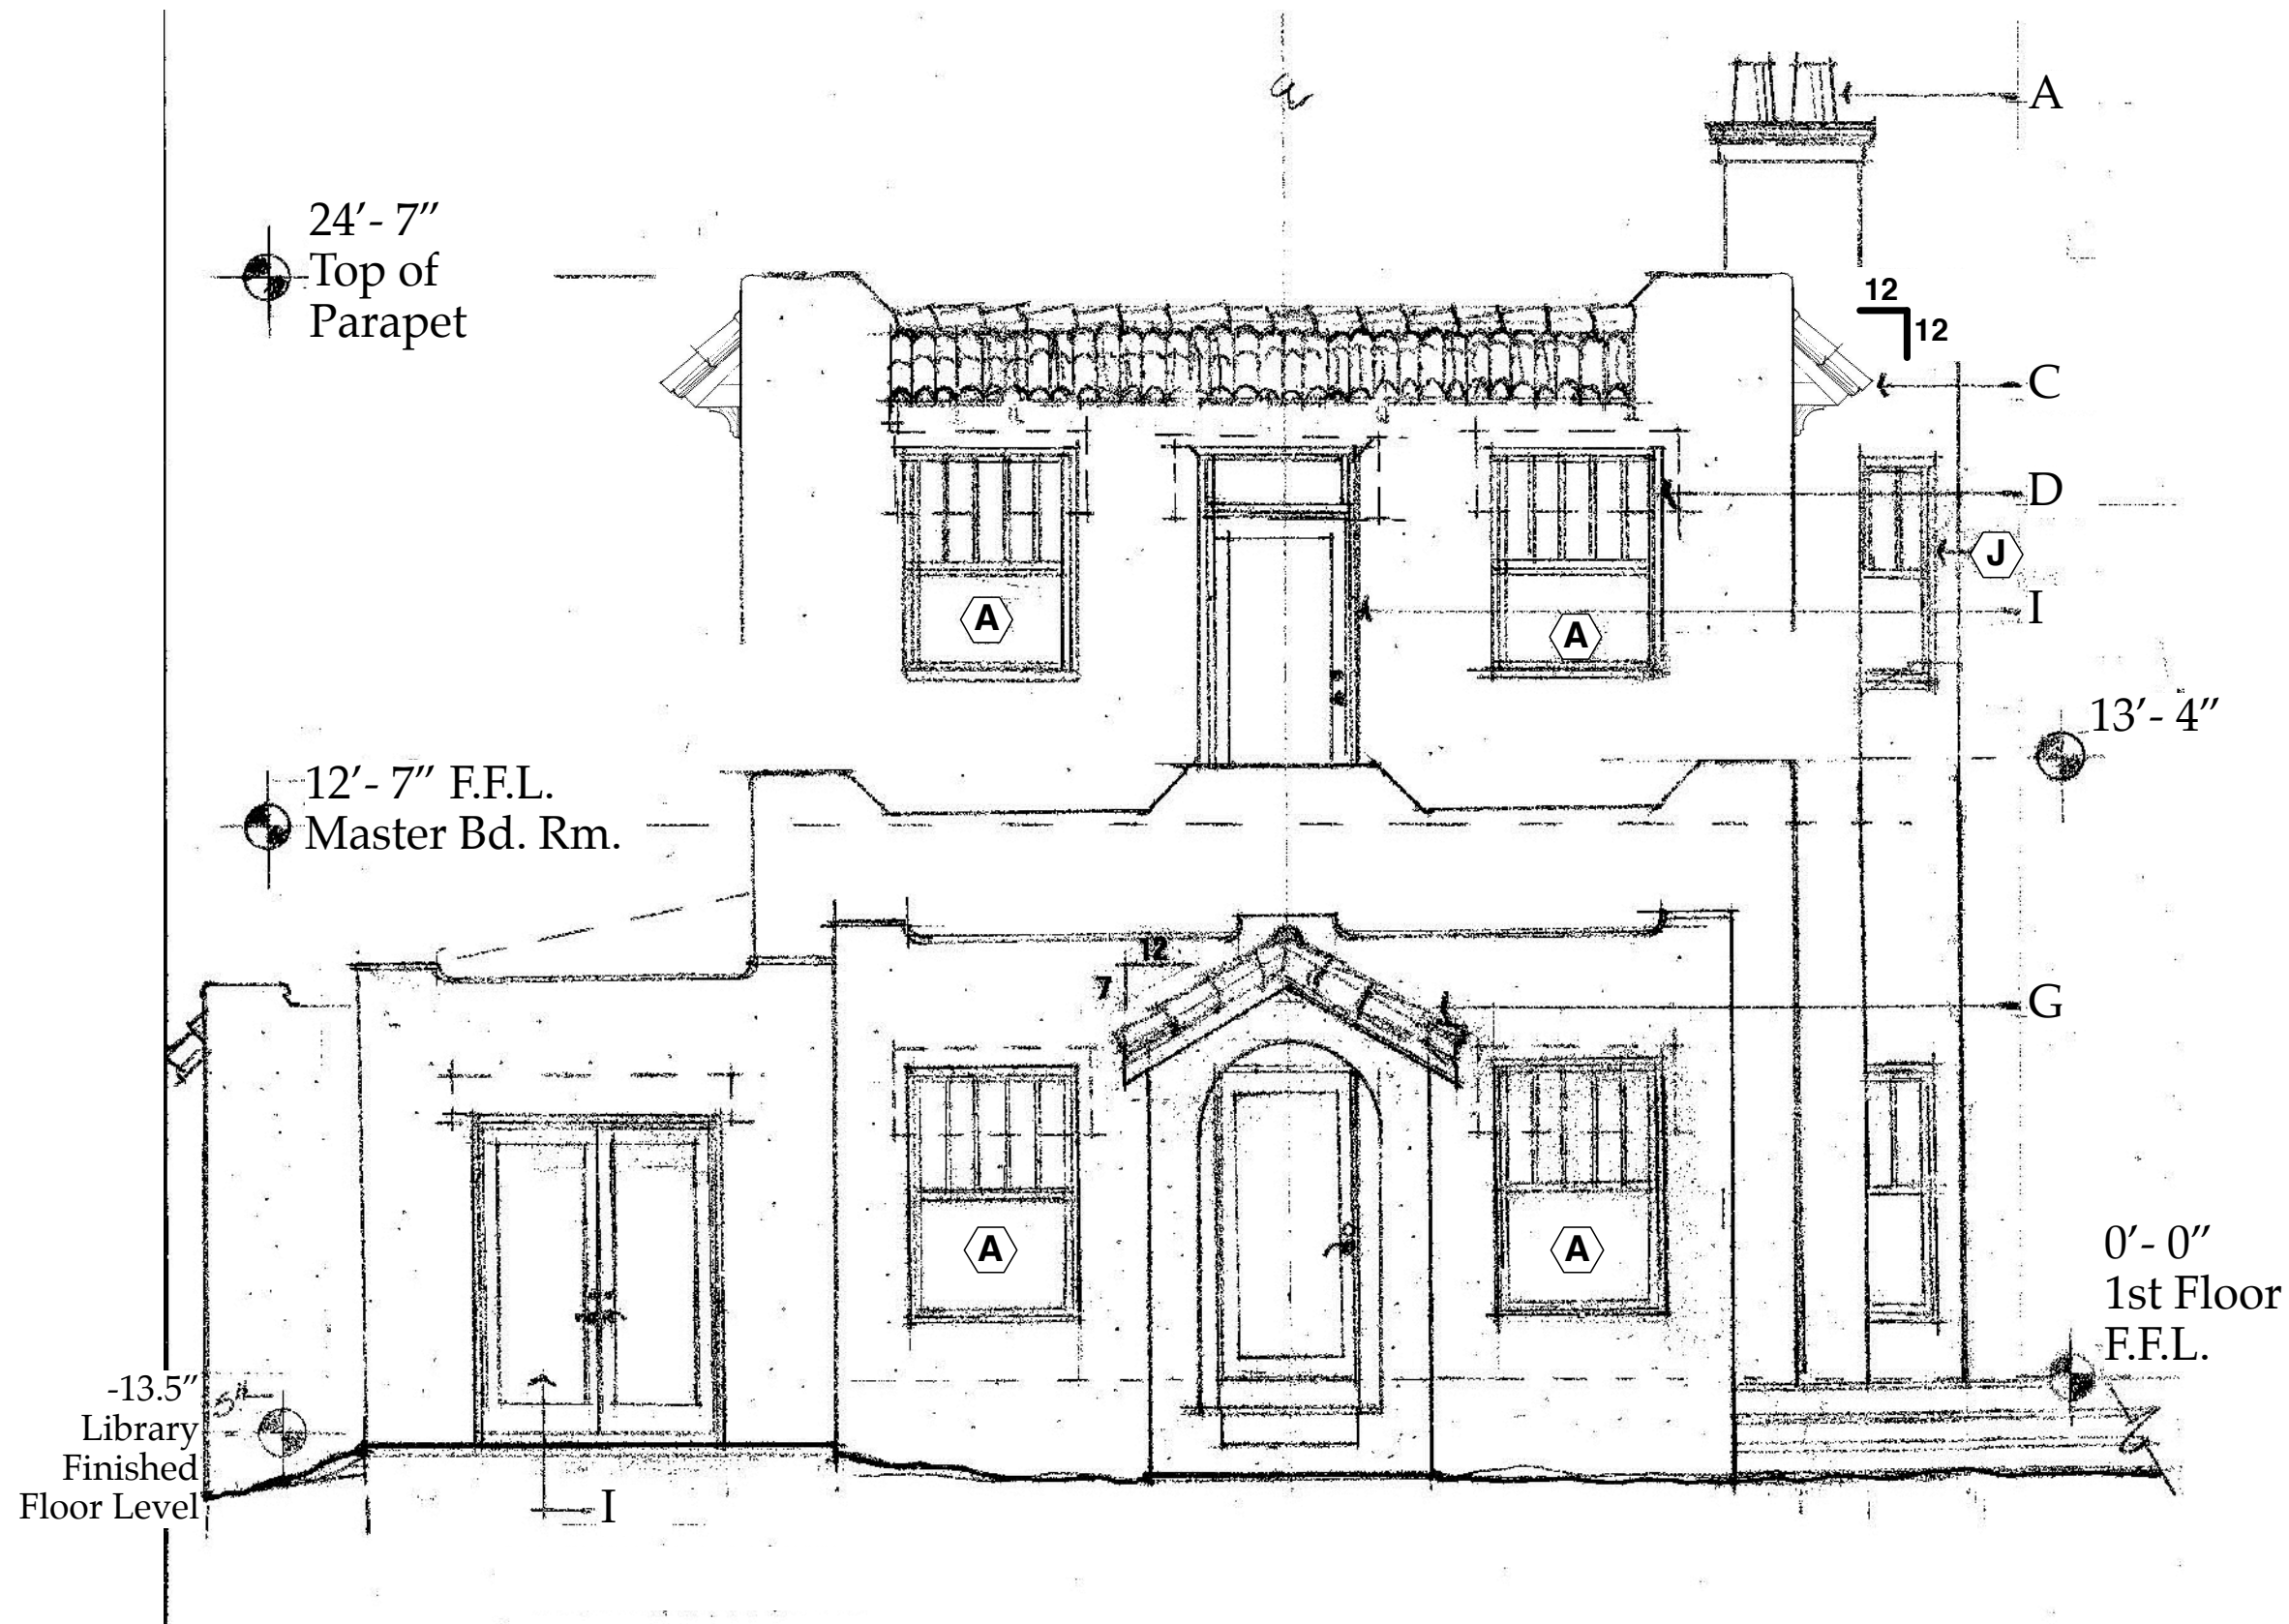 A
24′- 7″
Top of
Parapet
12
12
C
D
J
I
A
A
13′- 4″
12′- 7″ F.F.L.
Master Bd. Rm.
12
7
G
A
A
0′- 0″
1st Floor
F.F.L.
-13.5″
Library
Finished
Floor Level
I